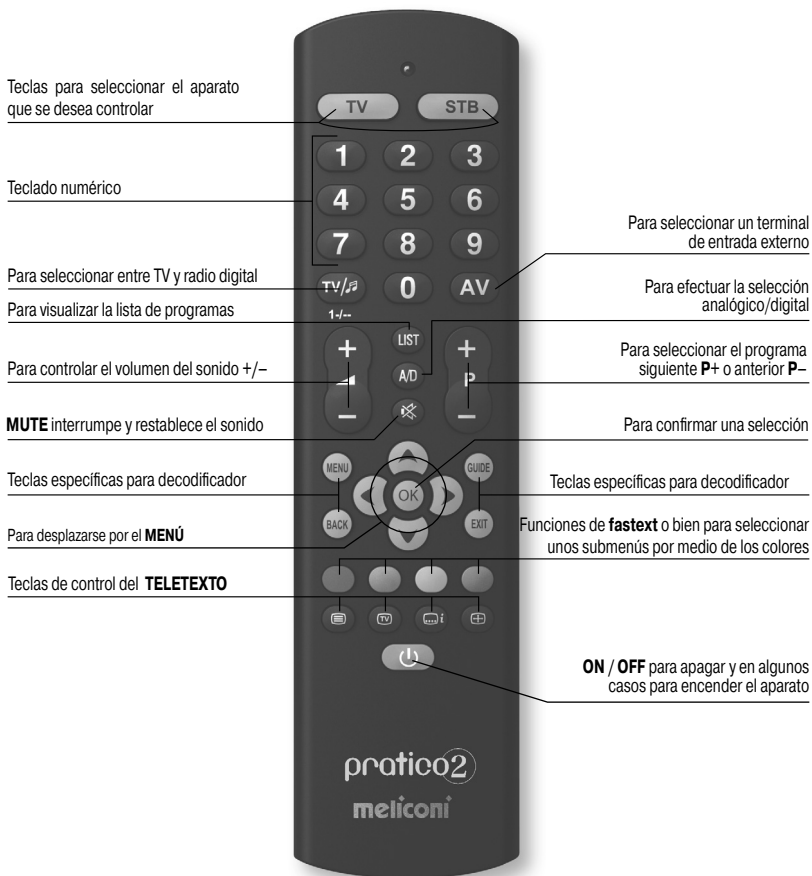 Teclas para seleccionar el aparato
que se desea controlar
TV STB
1 2 3
Teclado numérico
4 5 6
7 8 9
Para seleccionar un terminal
de entrada externo
Para seleccionar entre TV y radio digital
TV/♫ 0 AV
1-/--
Para efectuar la selección
analógico/digital
Para visualizar la lista de programas
LIST
+ +
Para controlar el volumen del sonido +/–
A/D
P
Para seleccionar el programa
siguiente P+ o anterior P–
– –
MUTE interrumpe y restablece el sonido
Para confirmar una selección
MENU GUIDE
Teclas específicas para decodificador
OK
Teclas específicas para decodificador
BACK EXIT
Para desplazarse por el MENÚ
Funciones de fastext o bien para seleccionar
unos submenús por medio de los colores
Teclas de control del TELETEXTO
TV i
ON / OFF para apagar y en algunos
casos para encender el aparato
pratico2
meliconi